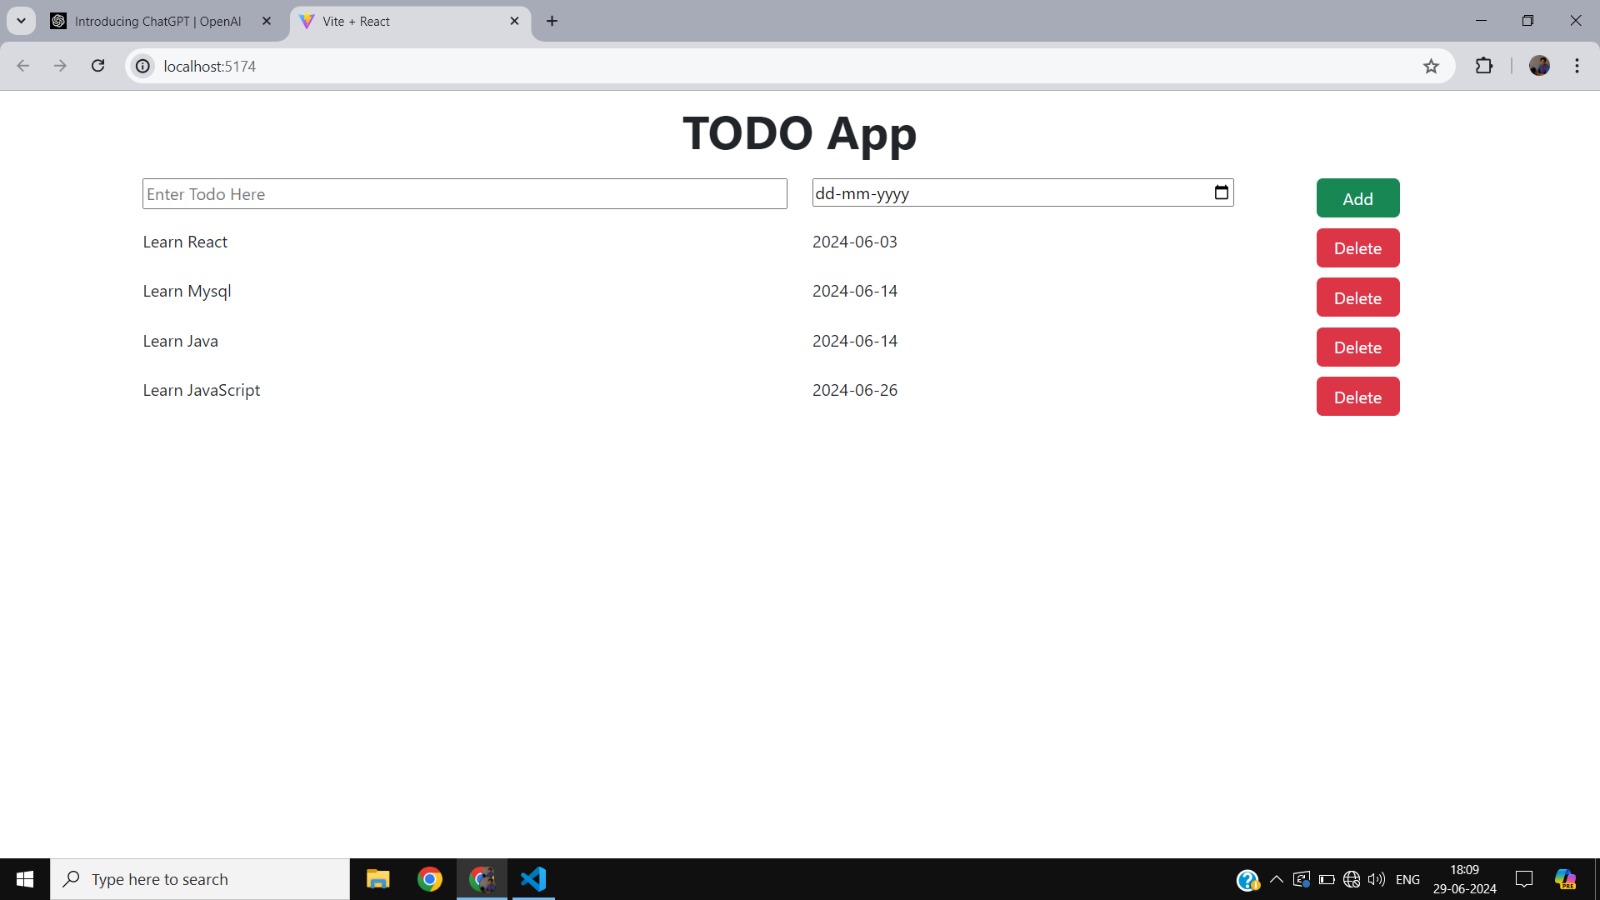 Introducing ChatGPT | OpenAI
Vite + React
localhost:5174
TODO App
Enter Todo Here dd-mm-yyyy Add
Learn React 2024-06-03 Delete
Learn Mysql 2024-06-14 Delete
Learn Java 2024-06-14 Delete
Learn JavaScript 2024-06-26 Delete
Type here to search
ENG
18:09
29-06-2024
PRE